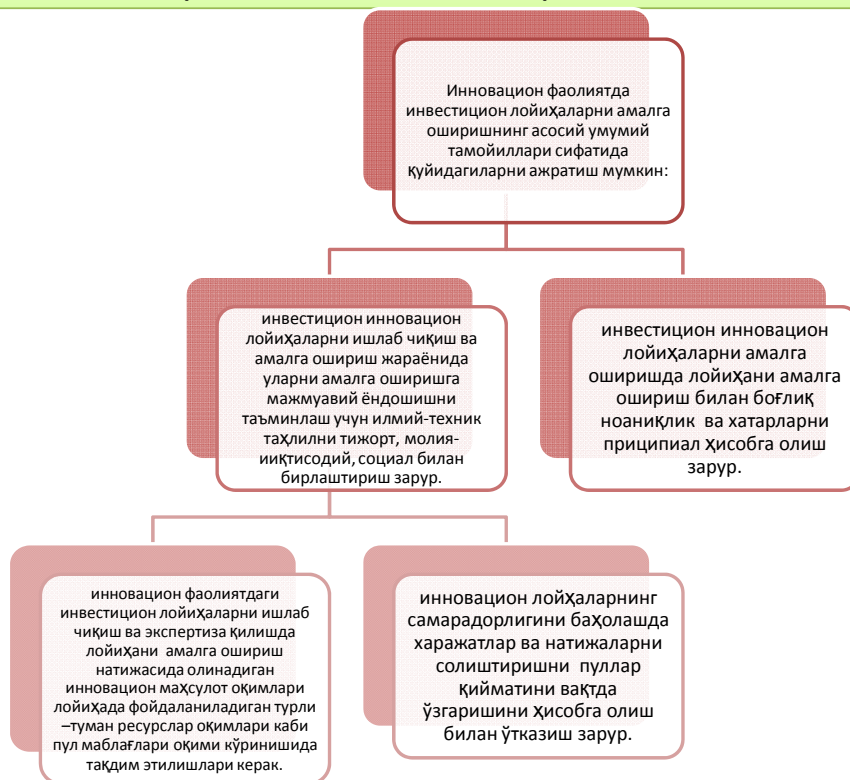 Инновацион фаолиятда
инвестицион лойиҳаларни амалга
оширишнинг асосий умумий
тамойиллари сифатида
қуйидагиларни ажратиш мумкин:
инвестицион инновацион
лойиҳаларни ишлаб чиқиш ва
амалга ошириш жараёнида
уларни амалга оширишга
мажмуавий ёндошишни
таъминлаш учун илмий-техник
таҳлилни тижорт, молия-
ииқтисодий, социал билан
бирлаштириш зарур.
инвестицион инновацион
лойиҳаларни амалга
оширишда лойиҳани амалга
ошириш билан боғлиқ
ноаниқлик ва хатарларни
приципиал ҳисобга олиш
зарур.
инновацион фаолиятдаги
инвестицион лойиҳаларни ишлаб
чиқиш ва экспертиза қилишда
лойиҳани амалга ошириш
натижасида олинадиган
инновацион маҳсулот оқимлари
лойиҳада фойдаланиладиган турли
–туман ресурслар оқимлари каби
пул маблағлари оқими кўринишида
тақдим этилишлари керак.
инновацион лойҳаларнинг
самарадорлигини баҳолашда
харажатлар ва натижаларни
солиштиришни пуллар
қийматини вақтда
ўзгаришини ҳисобга олиш
билан ўтказиш зарур.